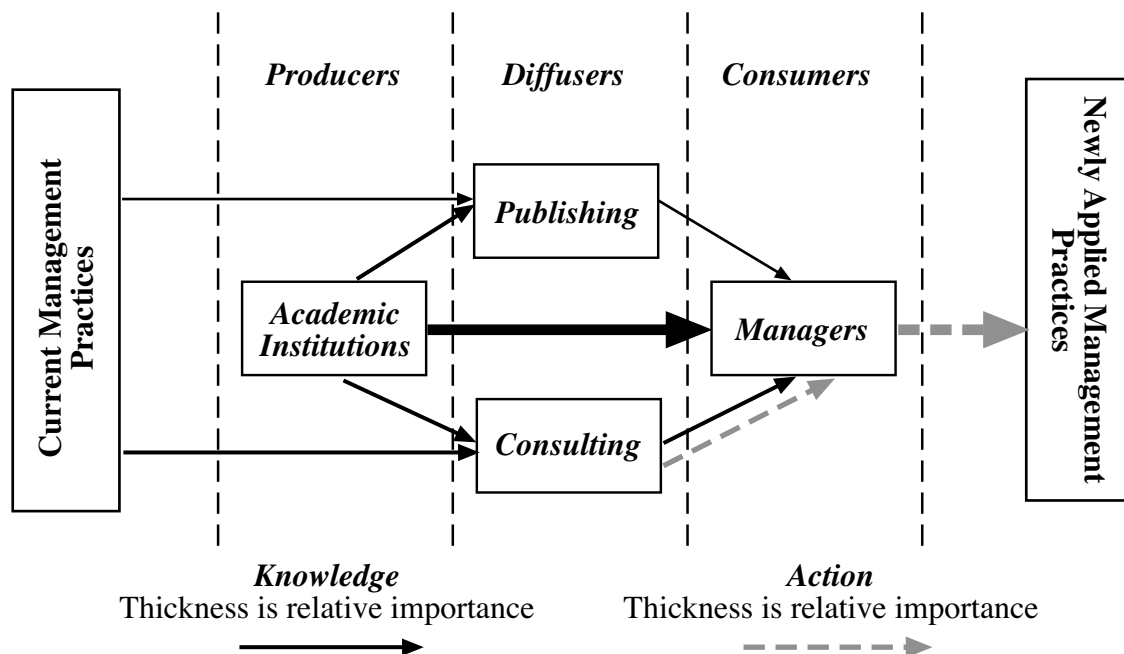 Producers
Diffusers
Consumers
Current Management
Practices
Publishing
Academic
Institutions
Managers
Consulting
Newly Applied Management
Practices
Knowledge
Thickness is relative importance
Action
Thickness is relative importance